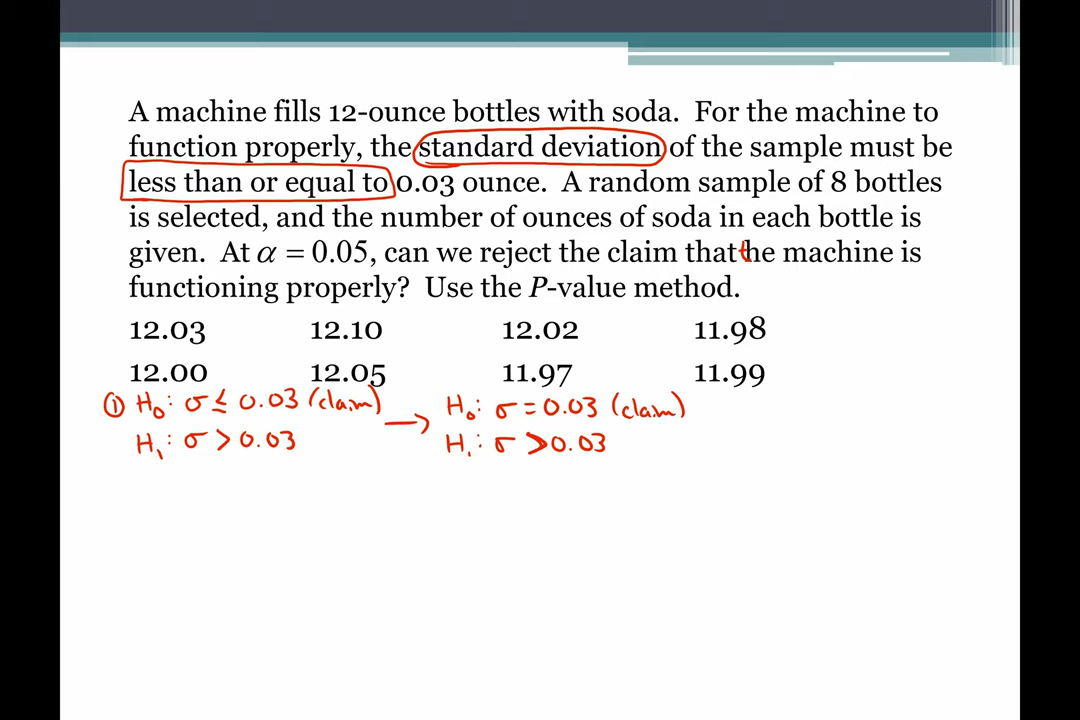 A machine fills 12-ounce bottles with soda. For the machine to
function properly, the standard deviation of the sample must be
less than or equal to 0.03 ounce. A random sample of 8 bottles
is selected, and the number of ounces of soda in each bottle is
given. At α = 0.05, can we reject the claim that the machine is
functioning properly? Use the P-value method.
12.03 12.10 12.02 11.98
12.00 12.05 11.97 11.99
① H₀: σ ≤ 0.03 (claim) → H₀: σ = 0.03 (claim)
H₁: σ > 0.03 H₁: σ > 0.03